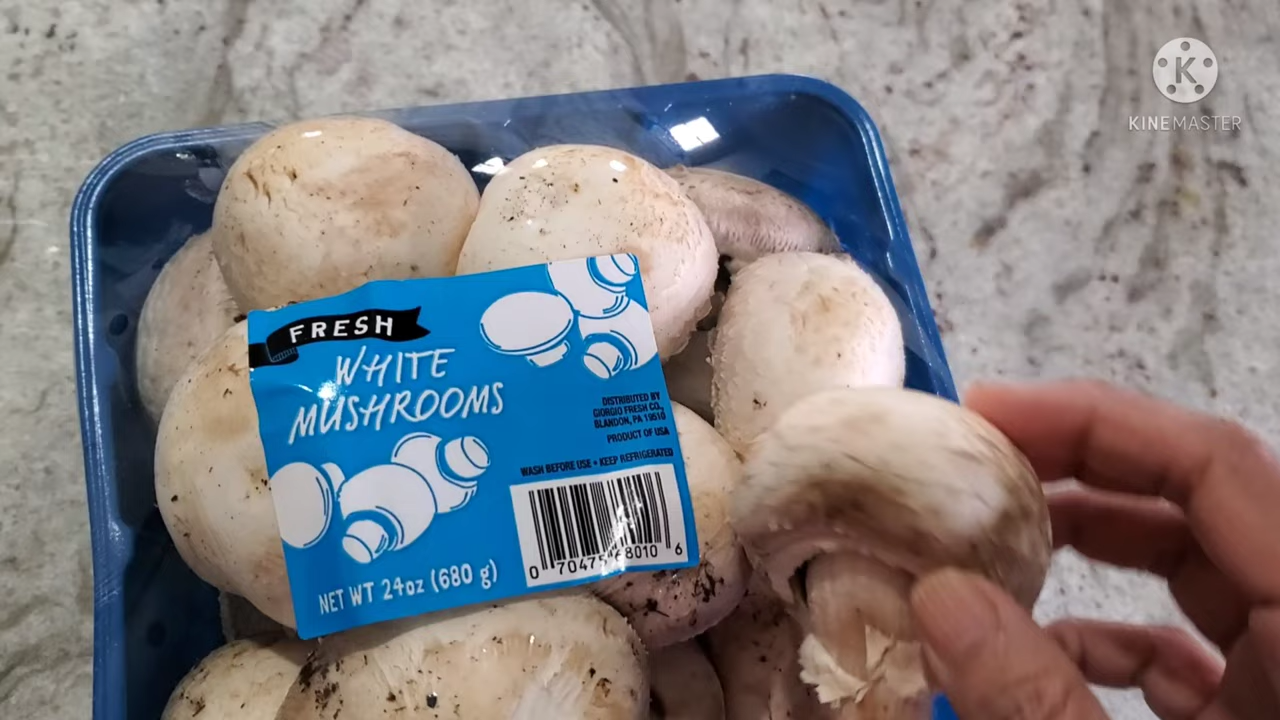 K
KINEMASTER
FRESH
WHITE
MUSHROOMS
DISTRIBUTED BY
GIORGIO FRESH CO.,
BLANDON, PA 19510
PRODUCT OF USA
WASH BEFORE USE • KEEP REFRIGERATED
NET WT 24oz (680 g)